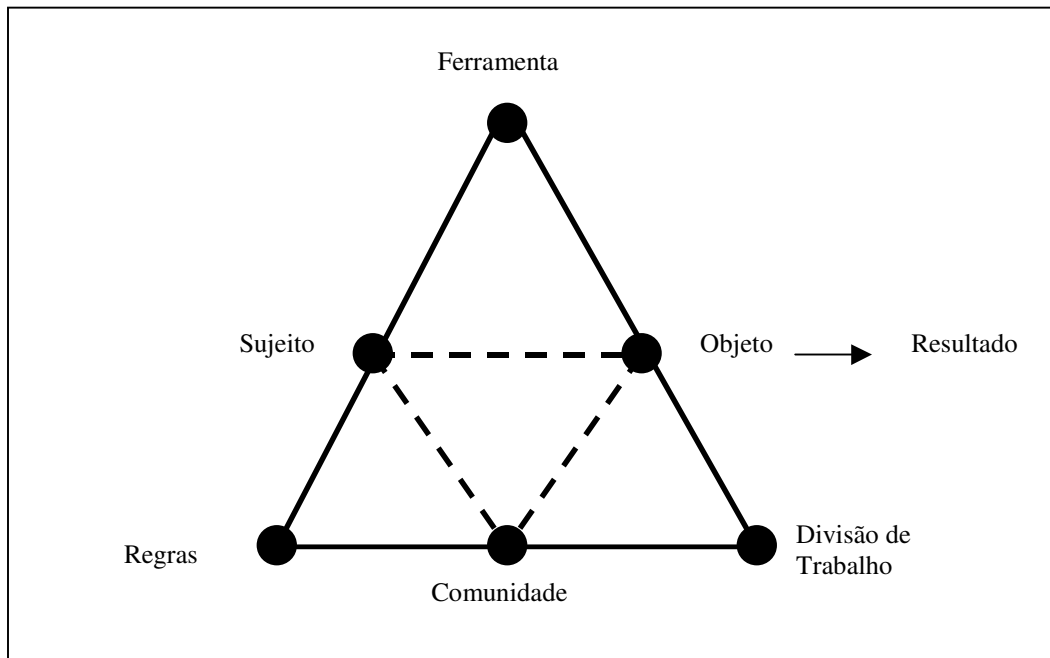 Ferramenta
Sujeito
Objeto
Resultado
Regras
Comunidade
Divisão de
Trabalho